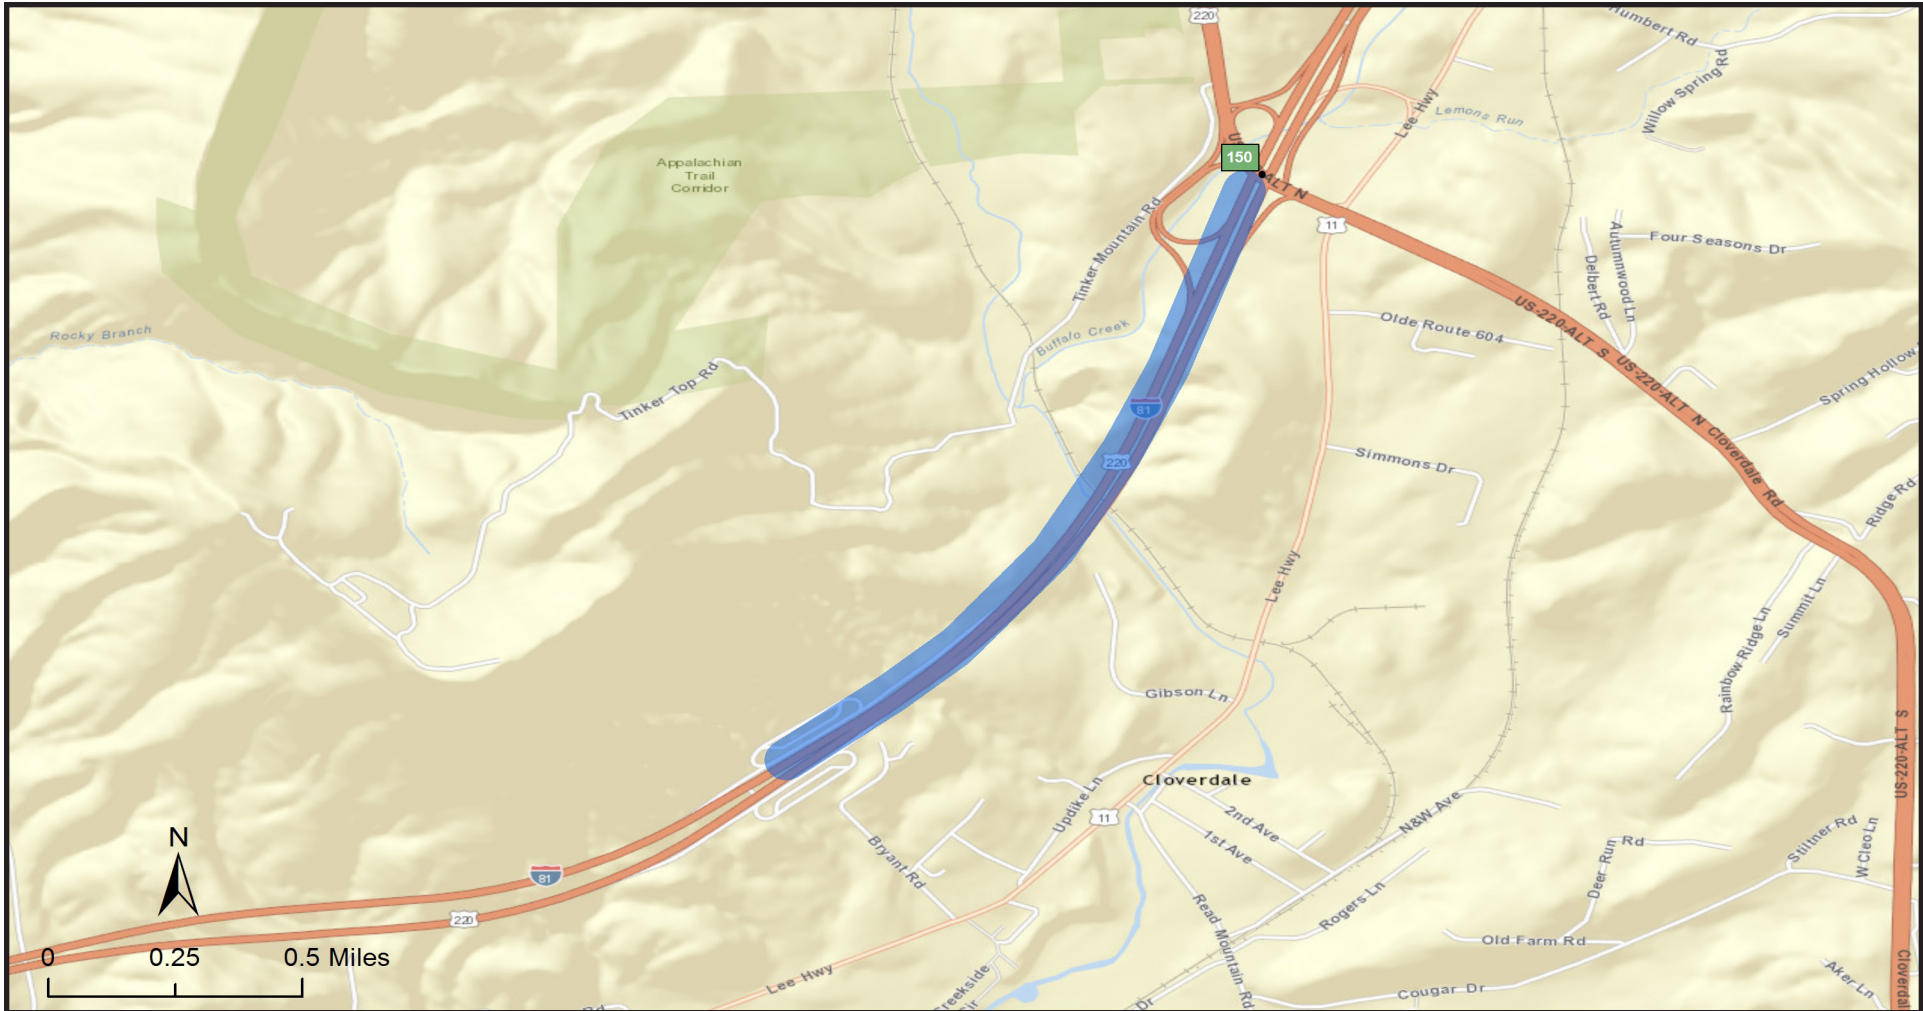 220
Humbert Rd
Willow Spring Rd
Lee Hwy
Lemons Run
Appalachian
Trail
Corridor
150
ALT N
11
Tinker Mountain Rd
Four Seasons Dr
Autumnwood Ln
Delbert Rd
Rocky Branch
Buffalo Creek
Olde Route 604
US-220-ALT S
US-220-ALT N
Cloverdale Rd
Spring Hollow
Tinker Top Rd
81
220
Simmons Dr
Ridge Rd
Lee Hwy
Summit Ln
Rainbow Ridge Ln
Gibson Ln
US-220-ALT S
Cloverdale
Updike Ln
11
2nd Ave
1st Ave
N&W Ave
Stiltner Rd
W Cleo Ln
Deer Run Rd
Bryant Rd
N
81
220
Read Mountain Rd
Rogers Ln
Old Farm Rd
0 0.25 0.5 Miles
Lee Hwy
Creekside
Cir
Dr
Cougar Dr
Aker Ln
Cloverdal
Rd